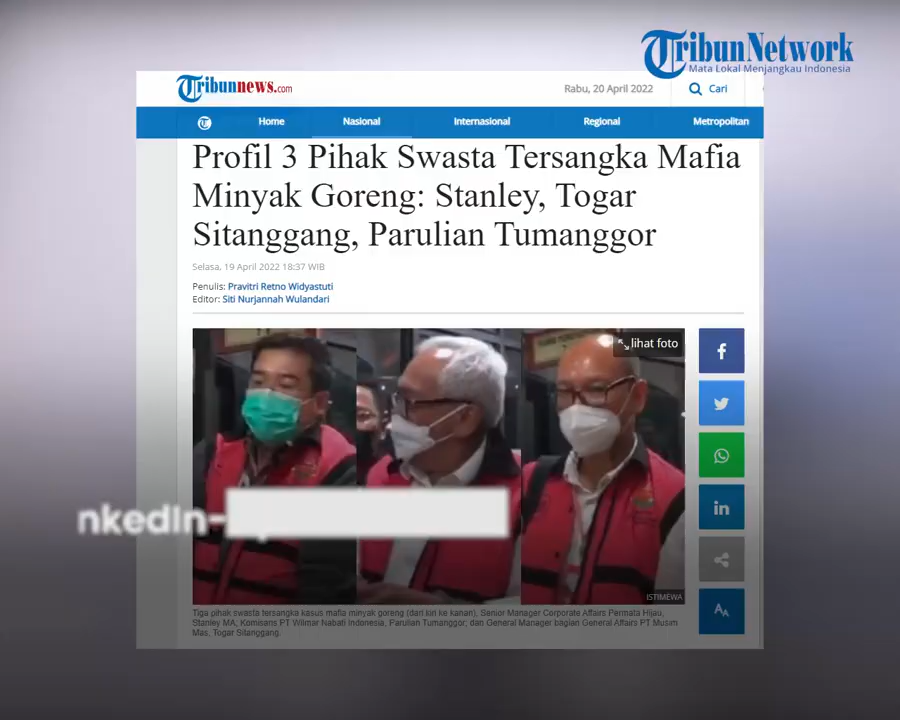 TribunNetwork
Mata Lokal Menjangkau Indonesia
Tribunnews.com
Rabu, 20 April 2022
Cari
Home
Nasional
Internasional
Regional
Metropolitan
Profil 3 Pihak Swasta Tersangka Mafia
Minyak Goreng: Stanley, Togar
Sitanggang, Parulian Tumanggor
Selasa, 19 April 2022 18:37 WIB
Penulis: Pravitri Retno Widyastuti
Editor: Siti Nurjannah Wulandari
lihat foto
nkedIn-
ISTIMEWA
Tiga pihak swasta tersangka kasus mafia minyak goreng (dari kiri ke kanan), Senior Manager Corporate Affairs Permata Hijau,
Stanley MA; Komisaris PT Wilmar Nabati Indonesia, Parulian Tumanggor; dan General Manager bagian General Affairs PT Musim
Mas, Togar Sitanggang.